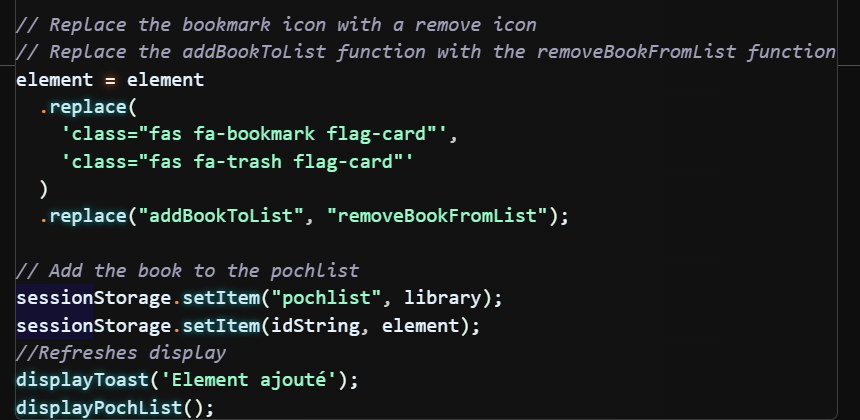 // Replace the bookmark icon with a remove icon
// Replace the addBookToList function with the removeBookFromList function
element = element
  .replace(
    'class="fas fa-bookmark flag-card"',
    'class="fas fa-trash flag-card"'
  )
  .replace("addBookToList", "removeBookFromList");

// Add the book to the pochlist
sessionStorage.setItem("pochlist", library);
sessionStorage.setItem(idString, element);
//Refreshes display
displayToast('Element ajouté');
displayPochList();